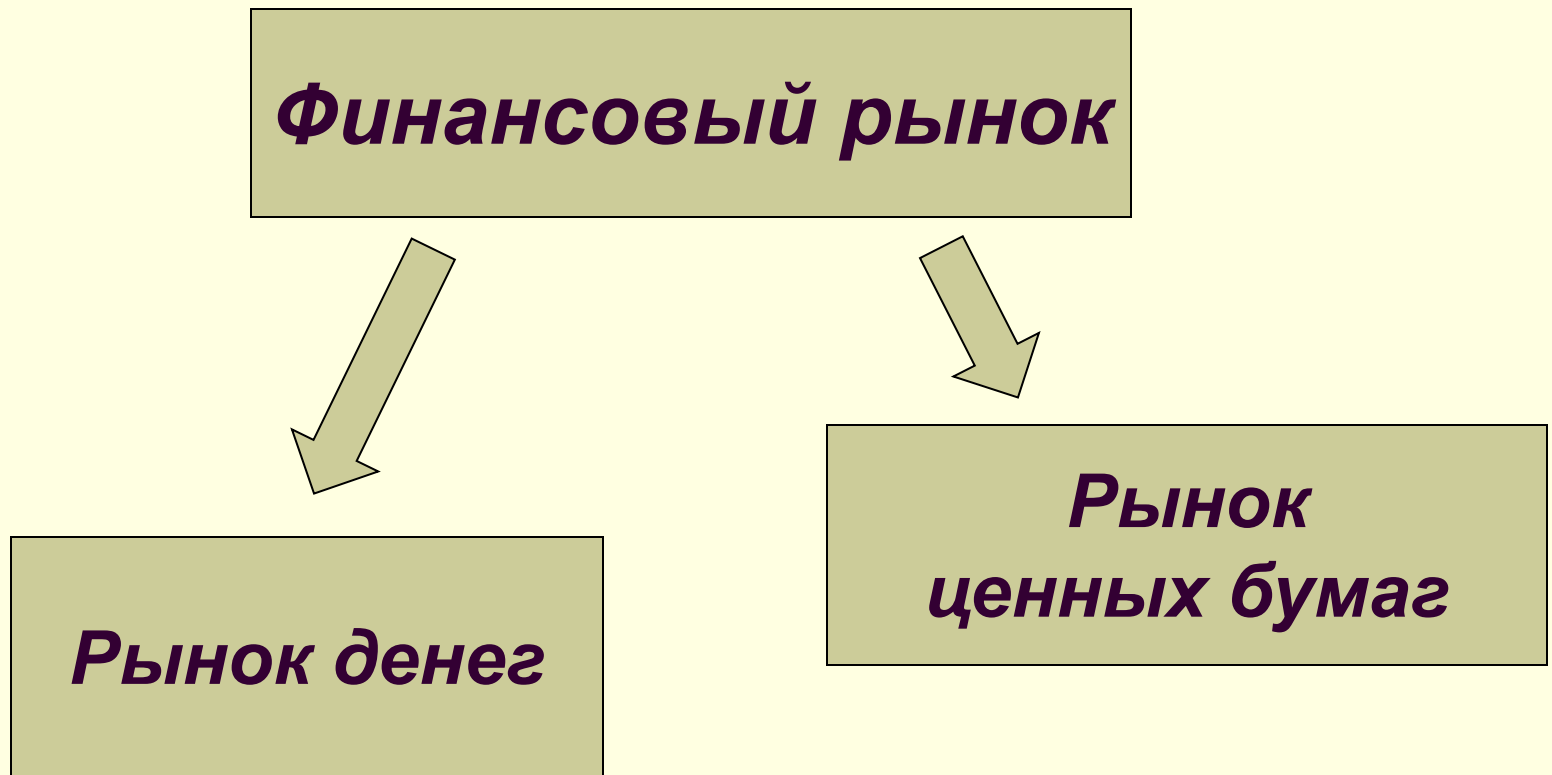 Финансовый рынок
Рынок
ценных бумаг
Рынок денег